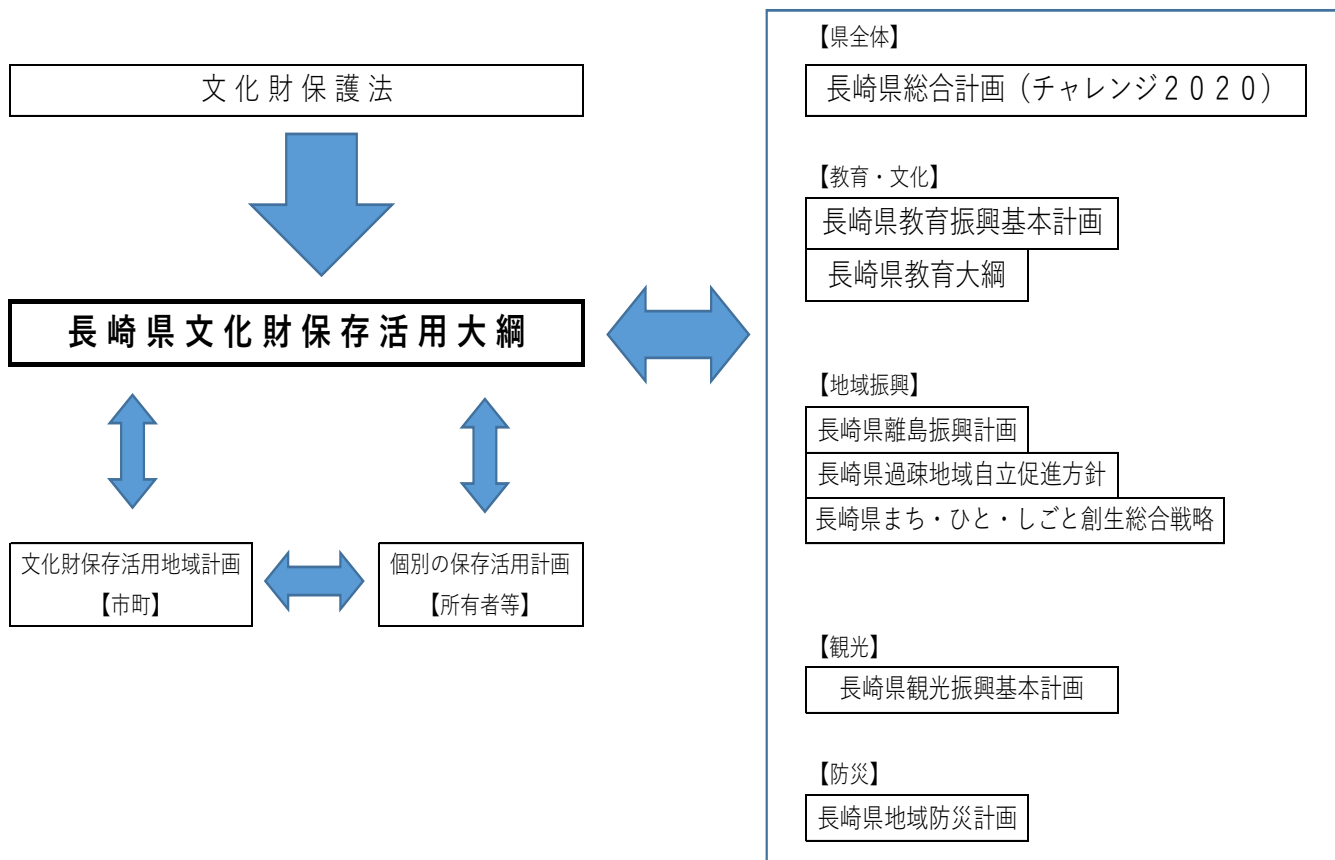 文化財保護法
長崎県文化財保存活用大綱
文化財保存活用地域計画
【市町】
個別の保存活用計画
【所有者等】
【県全体】
長崎県総合計画（チャレンジ２０２０）
【教育・文化】
長崎県教育振興基本計画
長崎県教育大綱
【地域振興】
長崎県離島振興計画
長崎県過疎地域自立促進方針
長崎県まち・ひと・しごと創生総合戦略
【観光】
長崎県観光振興基本計画
【防災】
長崎県地域防災計画